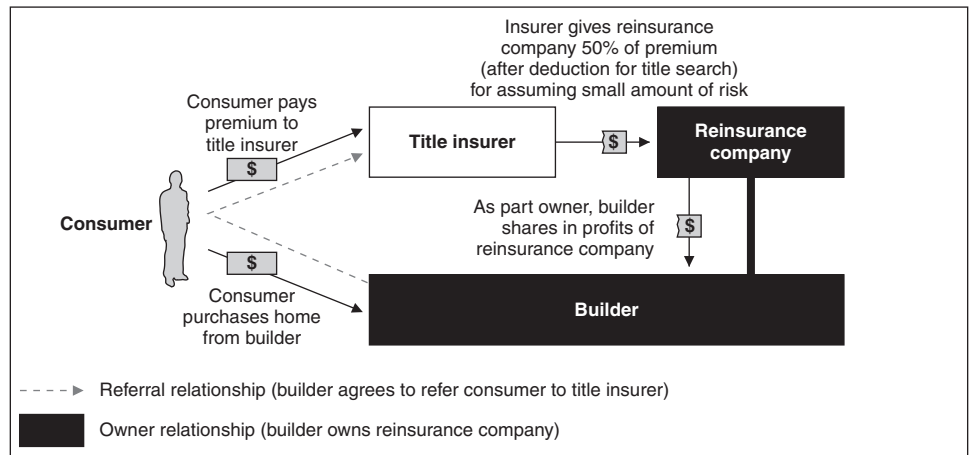 Insurer gives reinsurance
company 50% of premium
(after deduction for title search)
for assuming small amount of risk
Consumer pays
premium to
title insurer
$
Title insurer
$
Reinsurance
company
Consumer
As part owner, builder
shares in profits of
reinsurance company
$
$
Consumer
purchases home
from builder
Builder
Referral relationship (builder agrees to refer consumer to title insurer)
Owner relationship (builder owns reinsurance company)